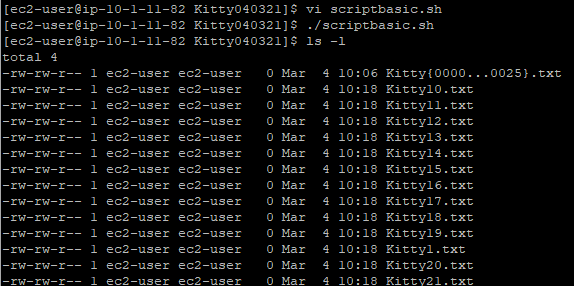 [ec2-user@ip-10-1-11-82 Kitty040321]$ vi scriptbasic.sh
[ec2-user@ip-10-1-11-82 Kitty040321]$ ./scriptbasic.sh
[ec2-user@ip-10-1-11-82 Kitty040321]$ ls -l
total 4
-rw-rw-r-- 1 ec2-user ec2-user   0 Mar  4 10:06 Kitty{0000...0025}.txt
-rw-rw-r-- 1 ec2-user ec2-user   0 Mar  4 10:18 Kitty10.txt
-rw-rw-r-- 1 ec2-user ec2-user   0 Mar  4 10:18 Kitty11.txt
-rw-rw-r-- 1 ec2-user ec2-user   0 Mar  4 10:18 Kitty12.txt
-rw-rw-r-- 1 ec2-user ec2-user   0 Mar  4 10:18 Kitty13.txt
-rw-rw-r-- 1 ec2-user ec2-user   0 Mar  4 10:18 Kitty14.txt
-rw-rw-r-- 1 ec2-user ec2-user   0 Mar  4 10:18 Kitty15.txt
-rw-rw-r-- 1 ec2-user ec2-user   0 Mar  4 10:18 Kitty16.txt
-rw-rw-r-- 1 ec2-user ec2-user   0 Mar  4 10:18 Kitty17.txt
-rw-rw-r-- 1 ec2-user ec2-user   0 Mar  4 10:18 Kitty18.txt
-rw-rw-r-- 1 ec2-user ec2-user   0 Mar  4 10:18 Kitty19.txt
-rw-rw-r-- 1 ec2-user ec2-user   0 Mar  4 10:18 Kitty1.txt
-rw-rw-r-- 1 ec2-user ec2-user   0 Mar  4 10:18 Kitty20.txt
-rw-rw-r-- 1 ec2-user ec2-user   0 Mar  4 10:18 Kitty21.txt